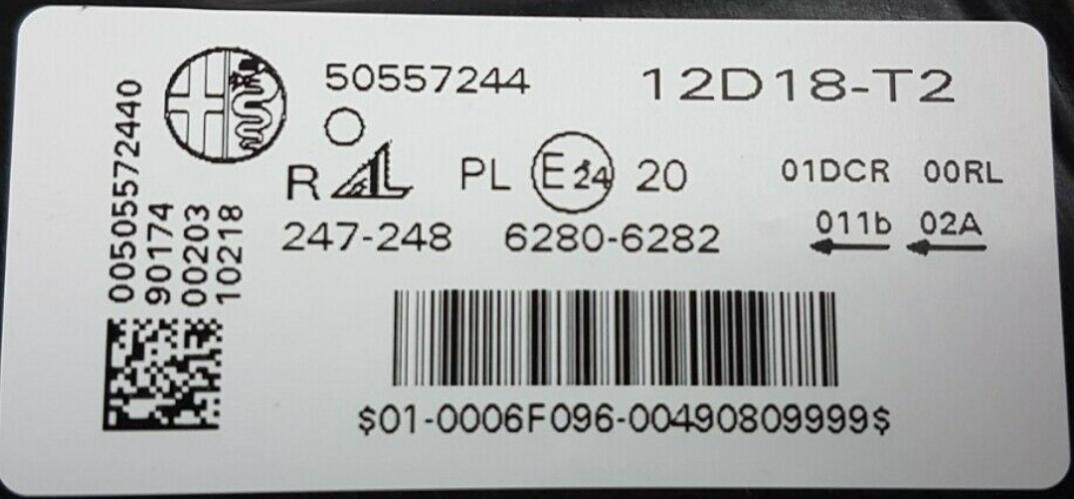 50557244 12D18-T2
R AL PL E24 20 01DCR 00RL
247-248 6280-6282 011b 02A
$01-0006F096-00490809999$
00505572440
90174
00203
10218